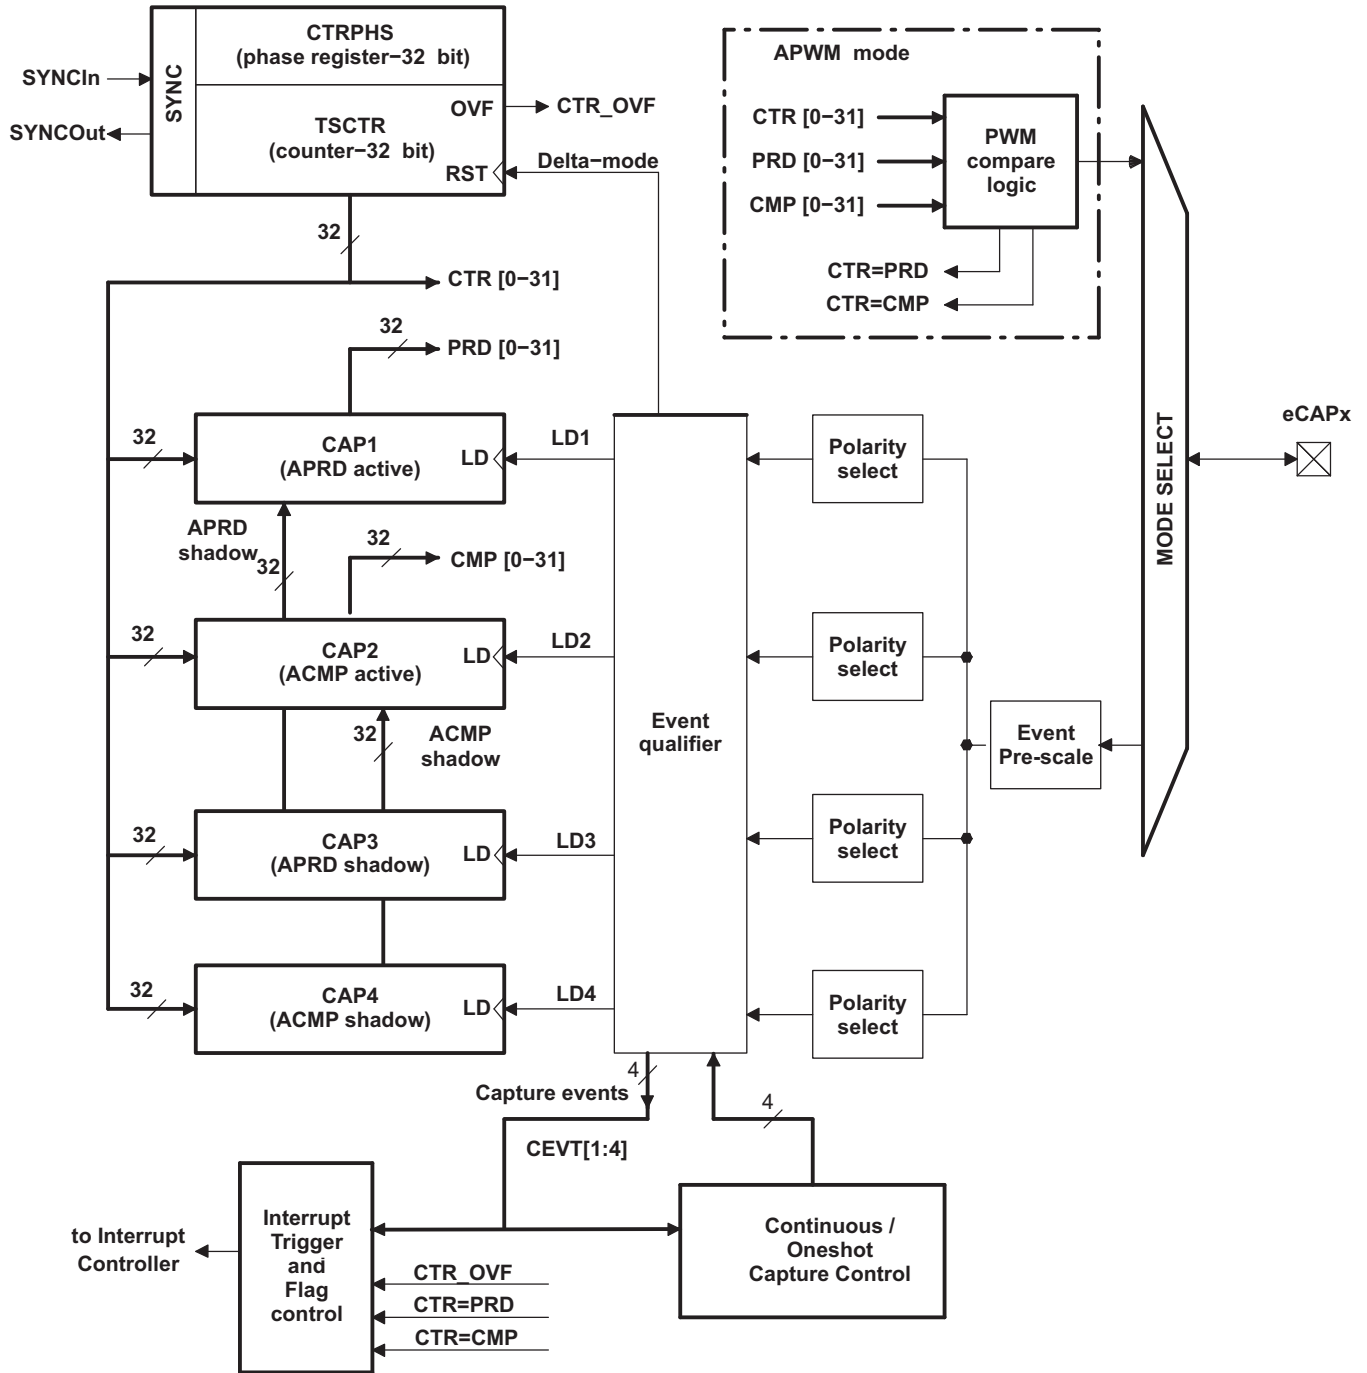 CTRPHS
(phase register−32 bit)
APWM mode
SYNCIn
SYNC
OVF
CTR_OVF
SYNCOut
TSCTR
(counter−32 bit)
RST
Delta−mode
CTR [0−31]
PRD [0−31]
CMP [0−31]
PWM
compare
logic
CTR=PRD
CTR=CMP
32
CTR [0−31]
32
PRD [0−31]
MODE SELECT
eCAPx
32
CAP1
(APRD active)
LD
LD1
Polarity
select
APRD
shadow
32
32
CMP [0−31]
32
CAP2
(ACMP active)
LD
LD2
Polarity
select
32
ACMP
shadow
Event
qualifier
Event
Pre-scale
32
CAP3
(APRD shadow)
LD
LD3
Polarity
select
32
CAP4
(ACMP shadow)
LD
LD4
Polarity
select
4
Capture events
4
CEVT[1:4]
to Interrupt
Controller
Interrupt
Trigger
and
Flag
control
Continuous /
Oneshot
Capture Control
CTR_OVF
CTR=PRD
CTR=CMP